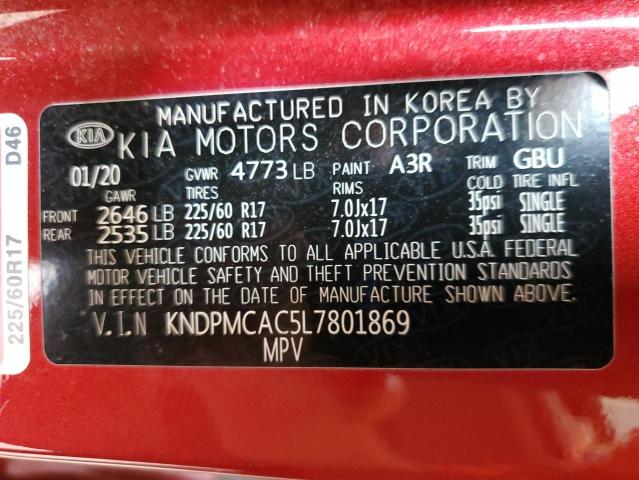 MANUFACTURED IN KOREA BY
KIA KIA MOTORS CORPORATION
01/20 GVWR 4773 LB PAINT A3R TRIM GBU
GAWR TIRES RIMS COLD TIRE INFL
FRONT 2646 LB 225/60 R17 7.0Jx17 35psi SINGLE
REAR 2535 LB 225/60 R17 7.0Jx17 35psi SINGLE
THIS VEHICLE CONFORMS TO ALL APPLICABLE U.S.A. FEDERAL
MOTOR VEHICLE SAFETY AND THEFT PREVENTION STANDARDS
IN EFFECT ON THE DATE OF MANUFACTURE SHOWN ABOVE.
V.I.N KNDPMCAC5L7801869
MPV
225/60R17 D46